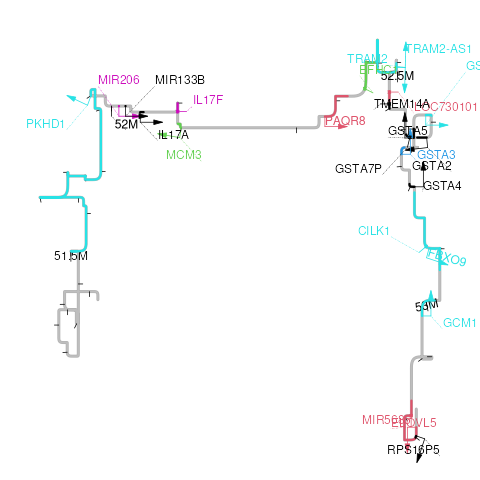 TRAM2
TRAM2-AS1
EFHC1
GS
52.5M
MIR206
MIR133B
IL17F
TMEM14A
LOC730101
PKHD1
52M
IL17A
PAQR8
GSTA5
MCM3
GSTA3
GSTA7P
GSTA2
GSTA4
CILK1
51.5M
FBXO9
53M
GCM1
ELOVL5
RPS16P5